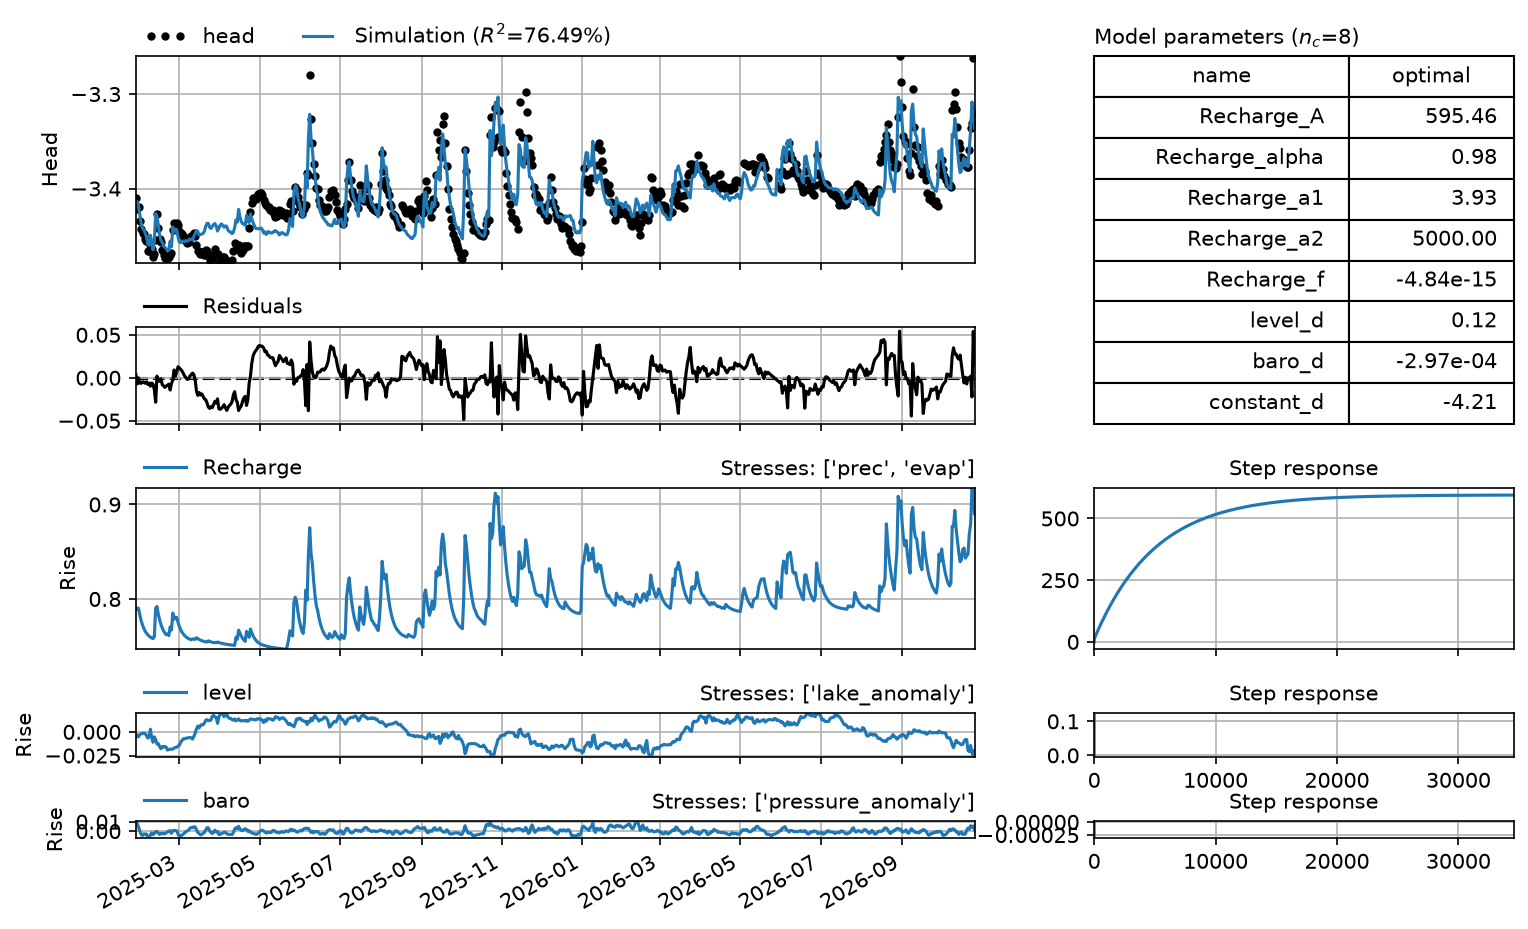 head Simulation (R²=76.49%)
Head
−3.3
−3.4
Residuals
0.05
0.00
−0.05
Recharge Stresses: ['prec', 'evap']
Rise
0.9
0.8
level Stresses: ['lake_anomaly']
Rise
0.000
−0.025
baro Stresses: ['pressure_anomaly']
Rise
0.01
0.00
2025-03 2025-05 2025-07 2025-09 2025-11 2026-01 2026-03 2026-05 2026-07 2026-09
Model parameters (n_c=8)
name optimal
Recharge_A 595.46
Recharge_alpha 0.98
Recharge_a1 3.93
Recharge_a2 5000.00
Recharge_f -4.84e-15
level_d 0.12
baro_d -2.97e-04
constant_d -4.21
Step response
500
250
0
Step response
0.1
0.0
0 10000 20000 30000
Step response
0.00000
−0.00025
0 10000 20000 30000